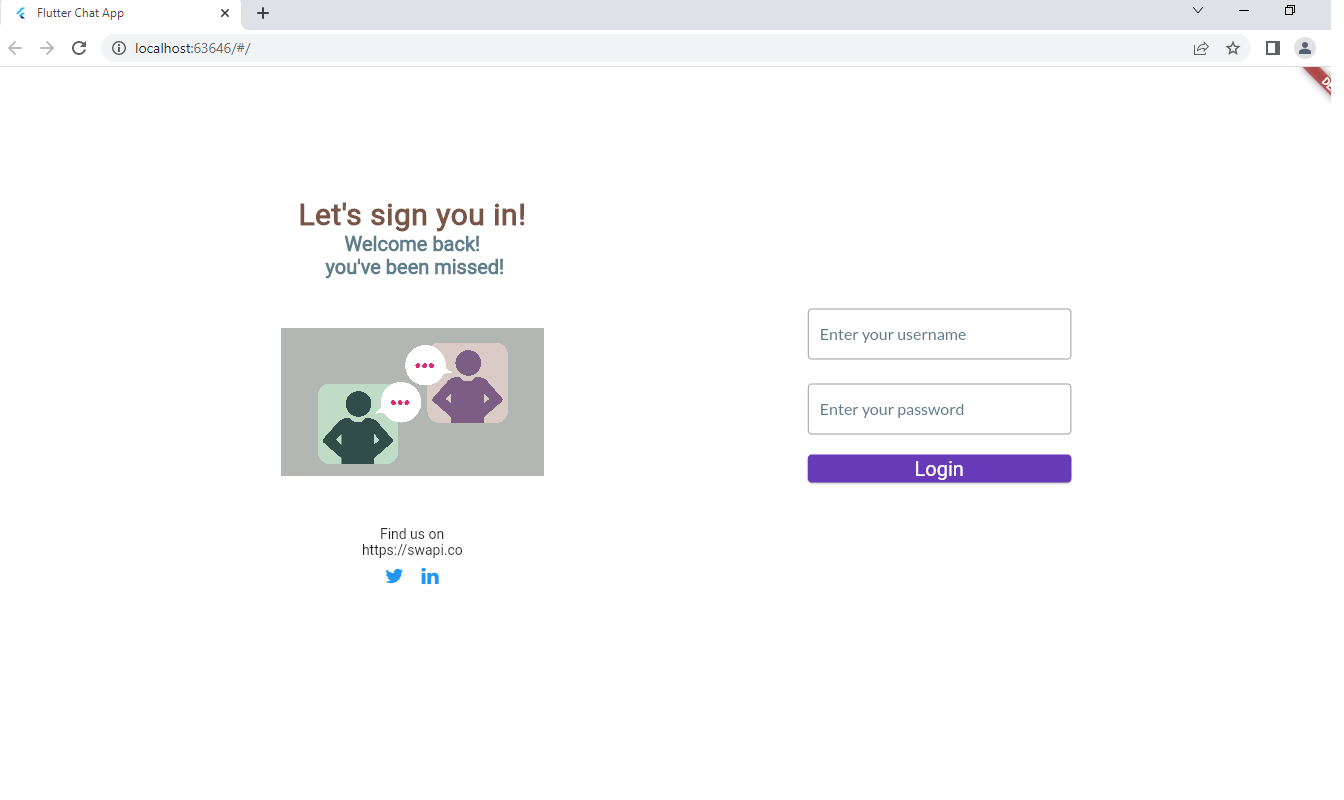 Flutter Chat App
localhost:63646/#/
Let's sign you in!
Welcome back!
you've been missed!
Enter your username
Enter your password
Login
Find us on
https://swapi.co
in